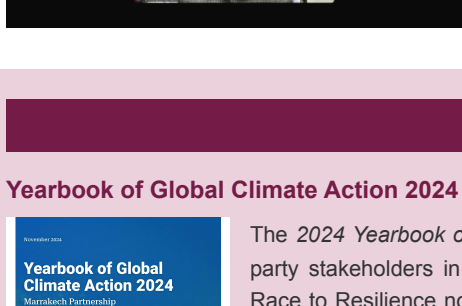 Yearbook of Global Climate Action 2024
November 2024
Yearbook of Global
Climate Action 2024
Marrakech Partnership
The 2024 Yearbook o
party stakeholders in
Race to Resilience no